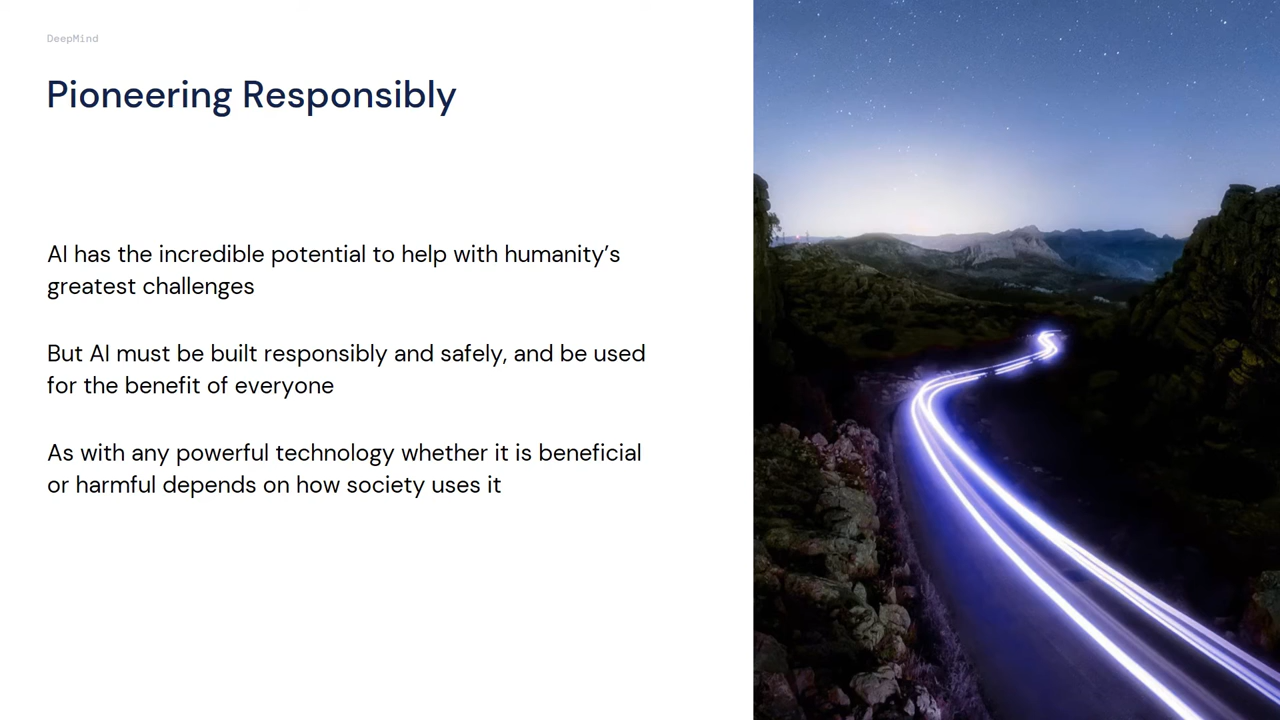 DeepMind
Pioneering Responsibly
AI has the incredible potential to help with humanity’s
greatest challenges
But AI must be built responsibly and safely, and be used
for the benefit of everyone
As with any powerful technology whether it is beneficial
or harmful depends on how society uses it